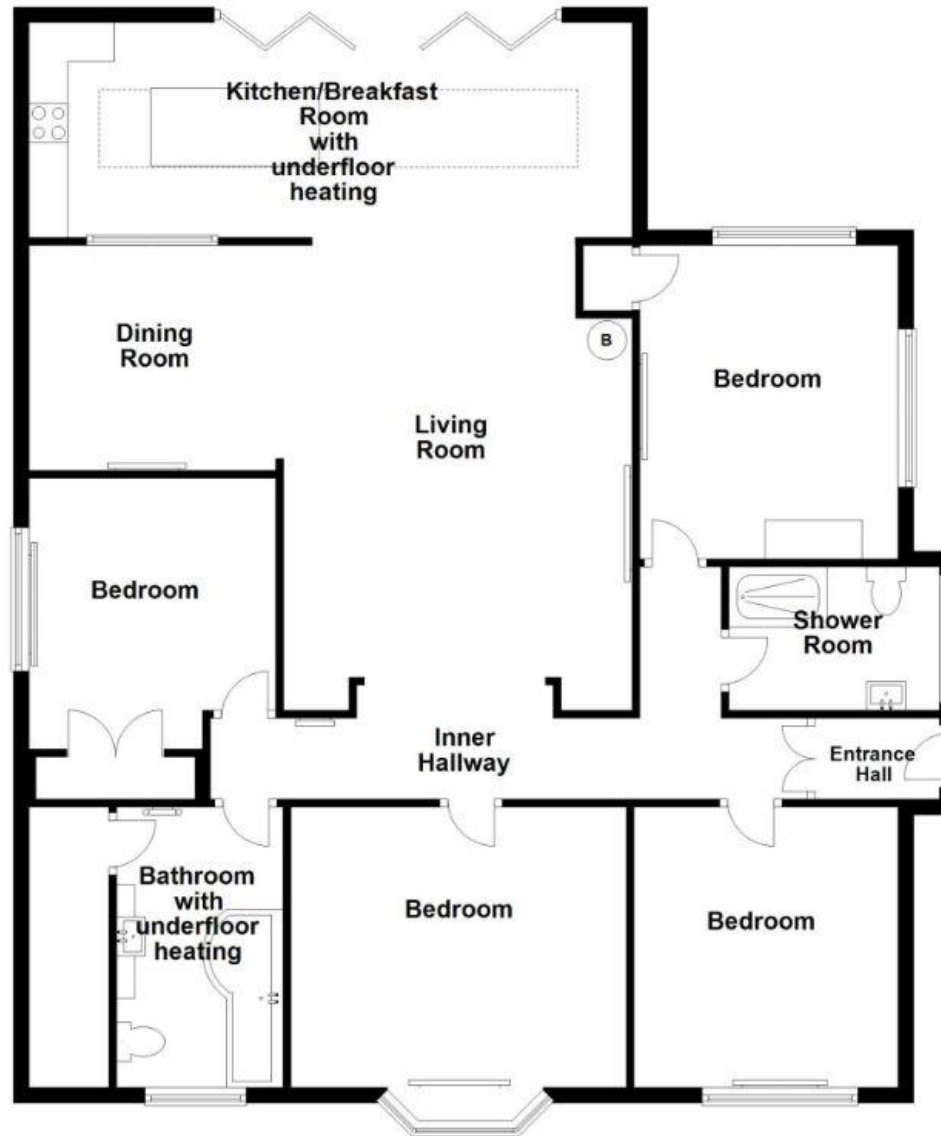 Kitchen/Breakfast
Room
with
underfloor
heating
Dining
Room
B
Bedroom
Living
Room
Bedroom
Shower
Room
Inner
Hallway
Entrance
Hall
Bathroom
with
underfloor
heating
Bedroom
Bedroom